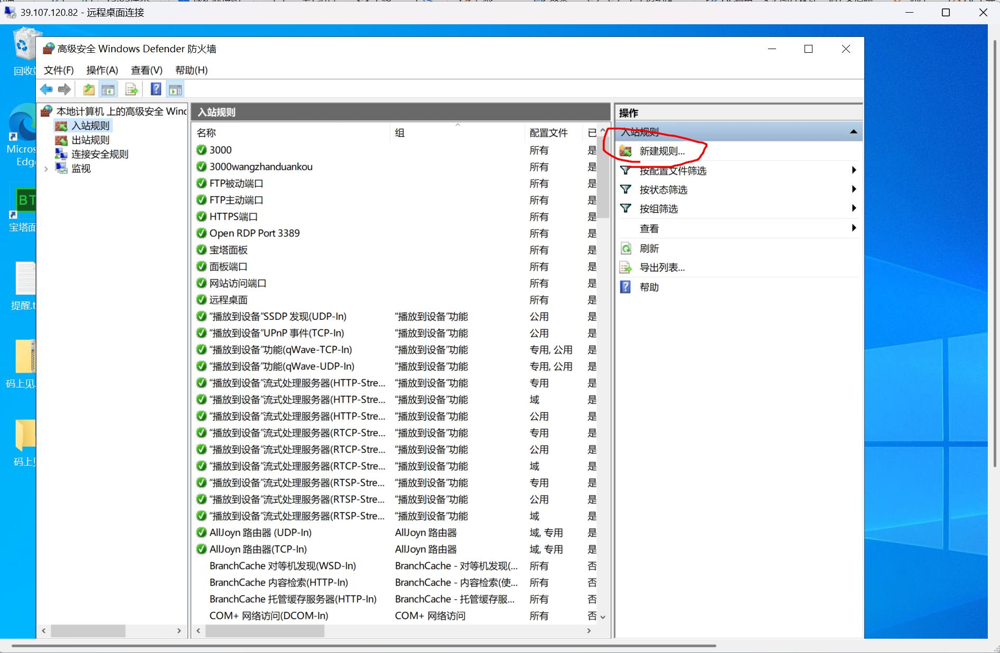 39.107.120.82 - 远程桌面连接
高级安全 Windows Defender 防火墙
文件(F) 操作(A) 查看(V) 帮助(H)
回收
Micros
Edg
BT
宝塔面
提醒.t
码上见
码上
本地计算机 上的高级安全 Wind
入站规则
出站规则
连接安全规则
监视
入站规则
名称 组 配置文件 已
3000 所有 是
3000wangzhanduankou 所有 是
FTP被动端口 所有 是
FTP主动端口 所有 是
HTTPS端口 所有 是
Open RDP Port 3389 所有 是
宝塔面板 所有 是
面板端口 所有 是
网站访问端口 所有 是
远程桌面 所有 是
“播放到设备”SSDP 发现(UDP-In) “播放到设备”功能 公用 是
“播放到设备”UPnP 事件(TCP-In) “播放到设备”功能 公用 是
“播放到设备”功能(qWave-TCP-In) “播放到设备”功能 专用, 公用 是
“播放到设备”功能(qWave-UDP-In) “播放到设备”功能 专用, 公用 是
“播放到设备”流式处理服务器(HTTP-Stre... “播放到设备”功能 专用 是
“播放到设备”流式处理服务器(HTTP-Stre... “播放到设备”功能 域 是
“播放到设备”流式处理服务器(HTTP-Stre... “播放到设备”功能 公用 是
“播放到设备”流式处理服务器(RTCP-Stre... “播放到设备”功能 专用 是
“播放到设备”流式处理服务器(RTCP-Stre... “播放到设备”功能 公用 是
“播放到设备”流式处理服务器(RTCP-Stre... “播放到设备”功能 域 是
“播放到设备”流式处理服务器(RTSP-Stre... “播放到设备”功能 专用 是
“播放到设备”流式处理服务器(RTSP-Stre... “播放到设备”功能 公用 是
“播放到设备”流式处理服务器(RTSP-Stre... “播放到设备”功能 域 是
AllJoyn 路由器 (UDP-In) AllJoyn 路由器 域, 专用 是
AllJoyn 路由器(TCP-In) AllJoyn 路由器 域, 专用 是
BranchCache 对等机发现(WSD-In) BranchCache - 对等机发现(... 所有 否
BranchCache 内容检索(HTTP-In) BranchCache - 内容检索(使... 所有 否
BranchCache 托管缓存服务器(HTTP-In) BranchCache - 托管缓存服... 所有 否
COM+ 网络访问(DCOM-In) COM+ 网络访问 所有 否
操作
入站规则
新建规则...
按配置文件筛选
按状态筛选
按组筛选
查看
刷新
导出列表...
帮助